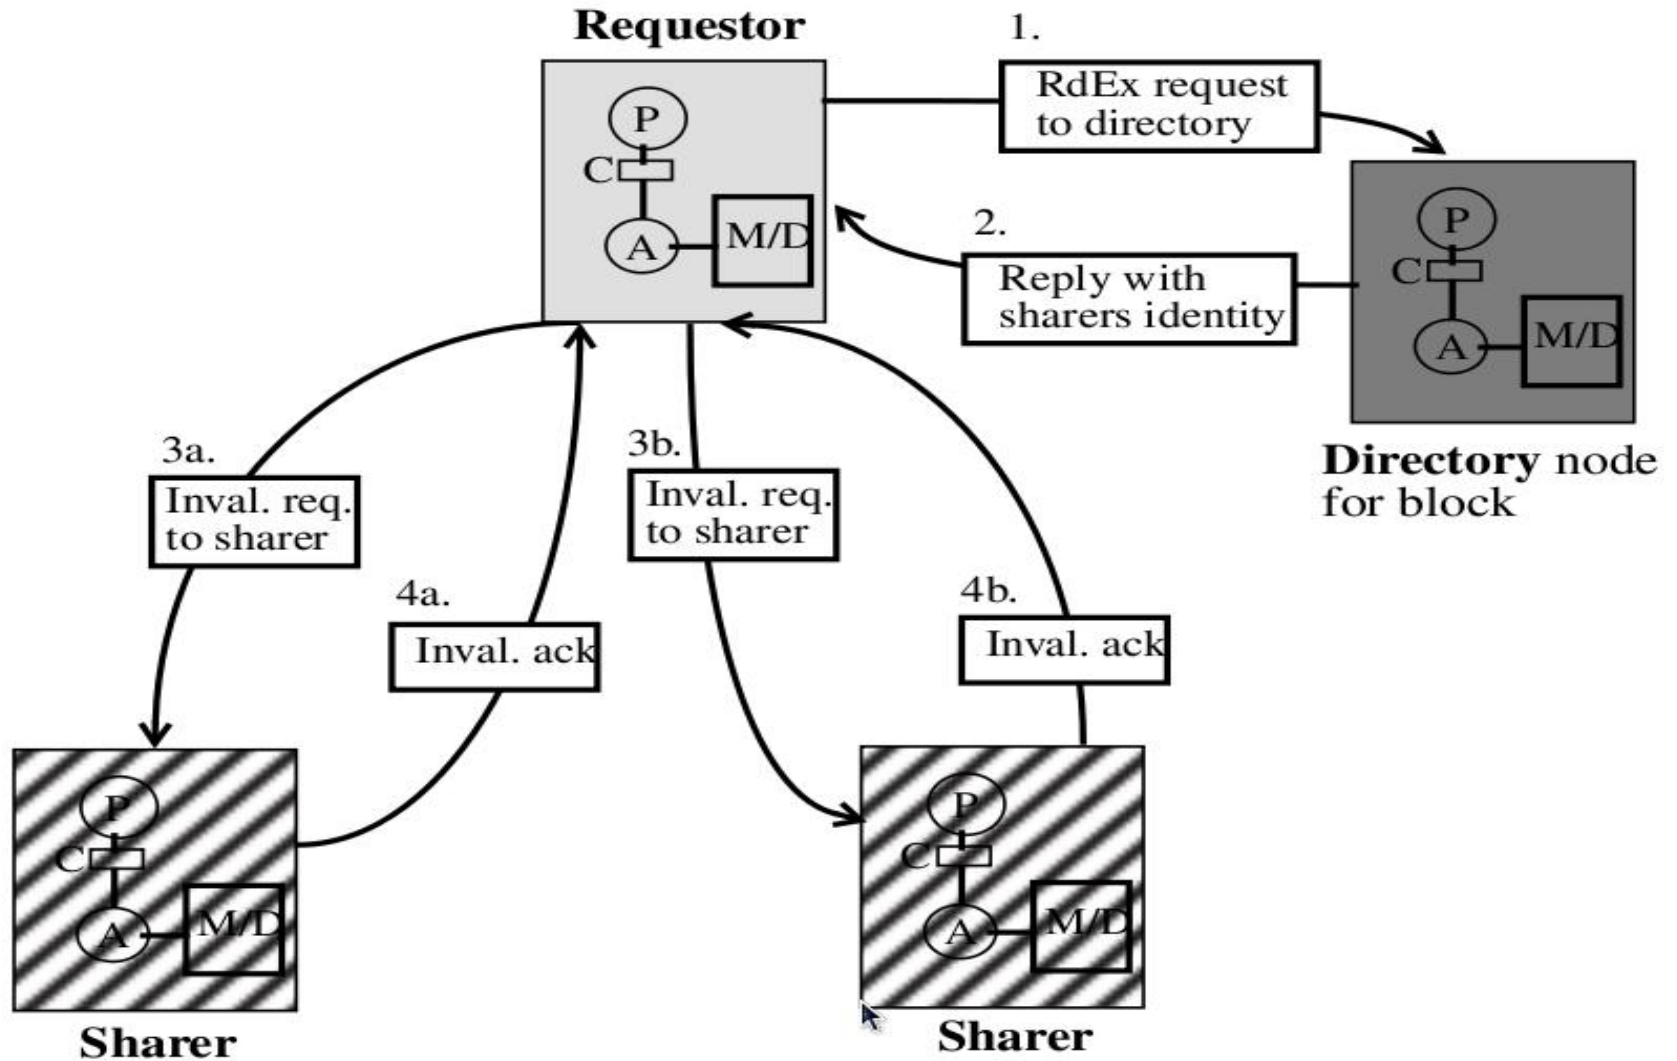 Requestor
1.
RdEx request
to directory
P
C
A
M/D
2.
Reply with
sharers identity
P
C
A
M/D
Directory node
for block
3a.
Inval. req.
to sharer
3b.
Inval. req.
to sharer
4a.
Inval. ack
4b.
Inval. ack
P
C
A
M/D
Sharer
P
C
A
M/D
Sharer